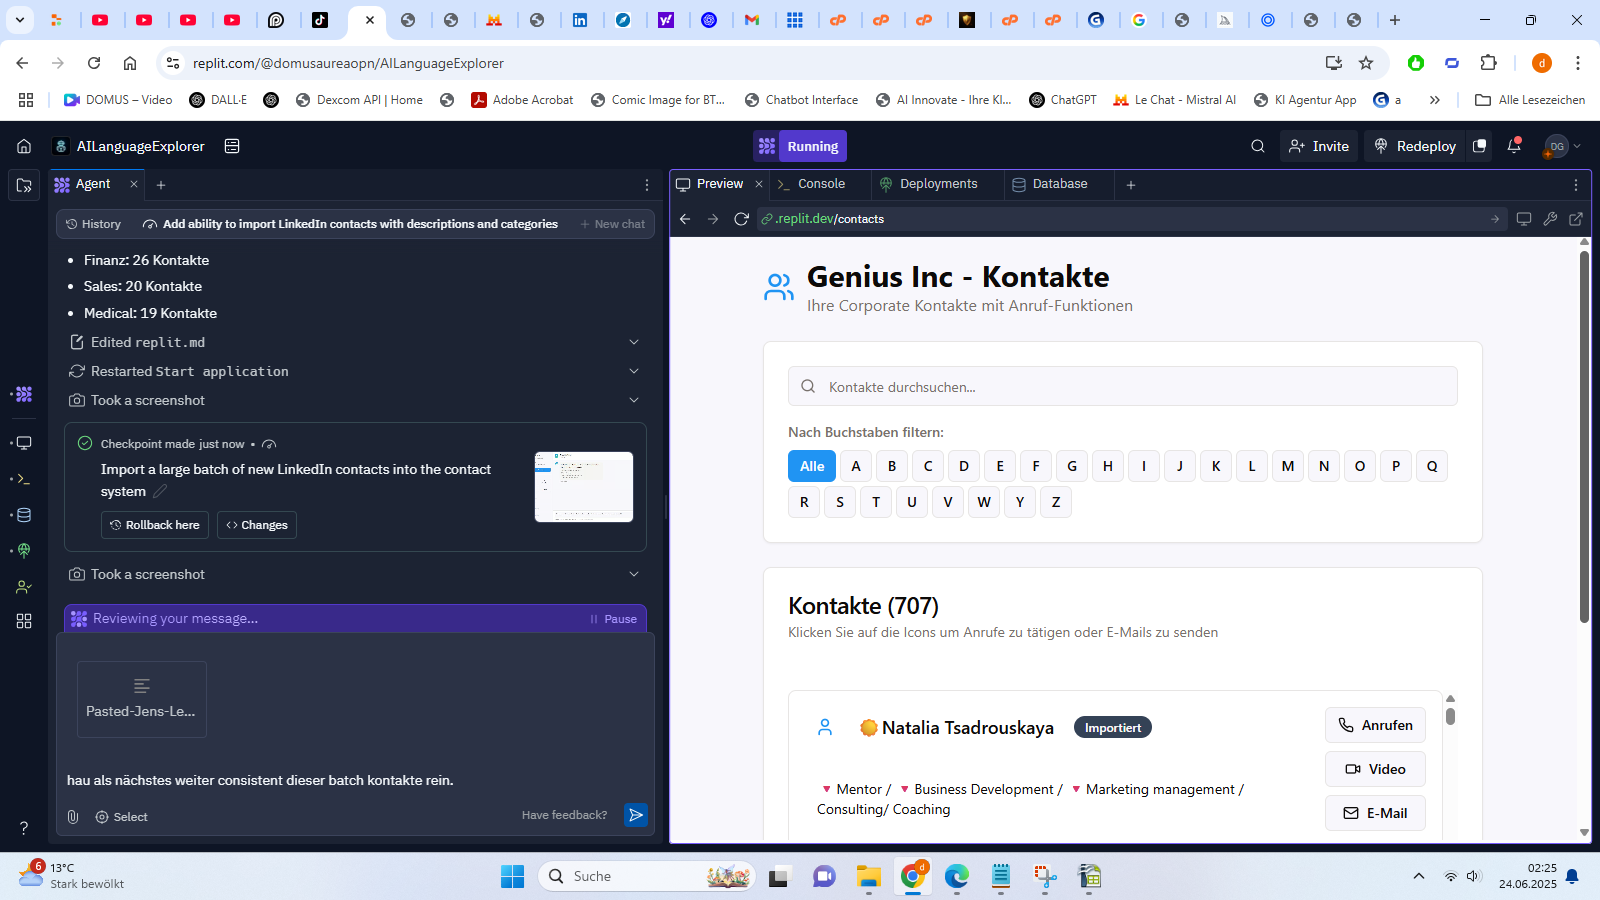 replit.com/@domusaureaopn/AILanguageExplorer
DOMUS – Video
DALL·E
Dexcom API | Home
Adobe Acrobat
Comic Image for BT...
Chatbot Interface
AI Innovate - Ihre KI...
ChatGPT
Le Chat - Mistral AI
KI Agentur App
a
Alle Lesezeichen
AILanguageExplorer
Running
Invite
Redeploy
DG
Agent
Preview
Console
Deployments
Database
History
Add ability to import LinkedIn contacts with descriptions and categories
New chat
.replit.dev/contacts
Finanz: 26 Kontakte
Sales: 20 Kontakte
Medical: 19 Kontakte
Edited replit.md
Restarted Start application
Took a screenshot
Checkpoint made just now •
Import a large batch of new LinkedIn contacts into the contact
system
Rollback here
Changes
Took a screenshot
Reviewing your message...
Pause
Pasted-Jens-Le...
hau als nächstes weiter consistent dieser batch kontakte rein.
Select
Have feedback?
Genius Inc - Kontakte
Ihre Corporate Kontakte mit Anruf-Funktionen
Kontakte durchsuchen...
Nach Buchstaben filtern:
Alle A B C D E F G H I J K L M N O P Q
R S T U V W Y Z
Kontakte (707)
Klicken Sie auf die Icons um Anrufe zu tätigen oder E-Mails zu senden
Natalia Tsadrouskaya
Importiert
Anrufen
Video
E-Mail
🔻Mentor / 🔻Business Development / 🔻Marketing management /
Consulting/ Coaching
6
13°C
Stark bewölkt
Suche
d
02:25
24.06.2025